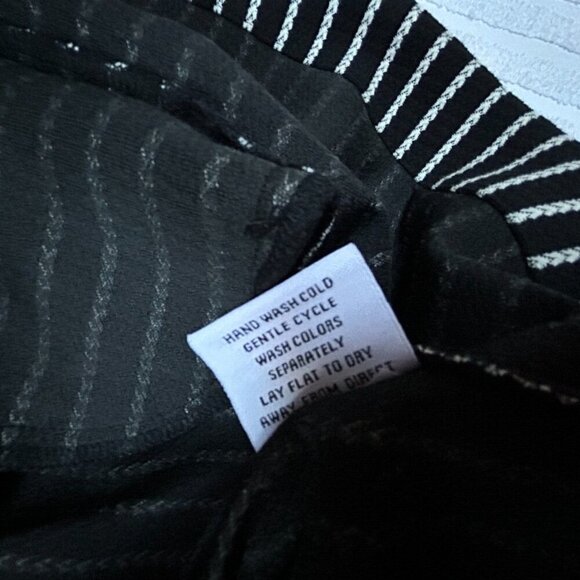 HAND WASH COLD
GENTLE CYCLE
WASH COLORS
SEPARATELY
LAY FLAT TO DRY
AWAY FROM DIRECT